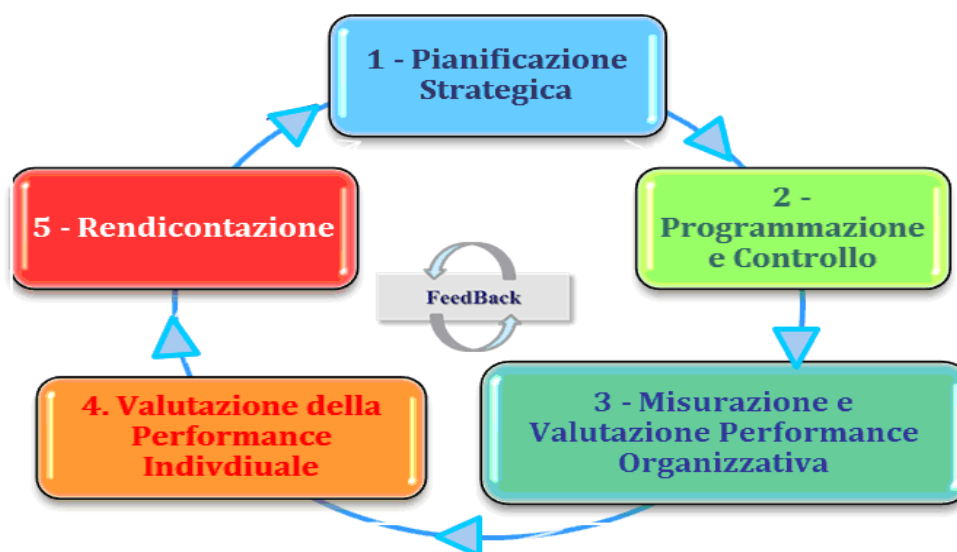 1 - Pianificazione
Strategica
2 -
Programmazione
e Controllo
3 - Misurazione e
Valutazione Performance
Organizzativa
4. Valutazione della
Performance
Indivdiuale
5 - Rendicontazione
FeedBack